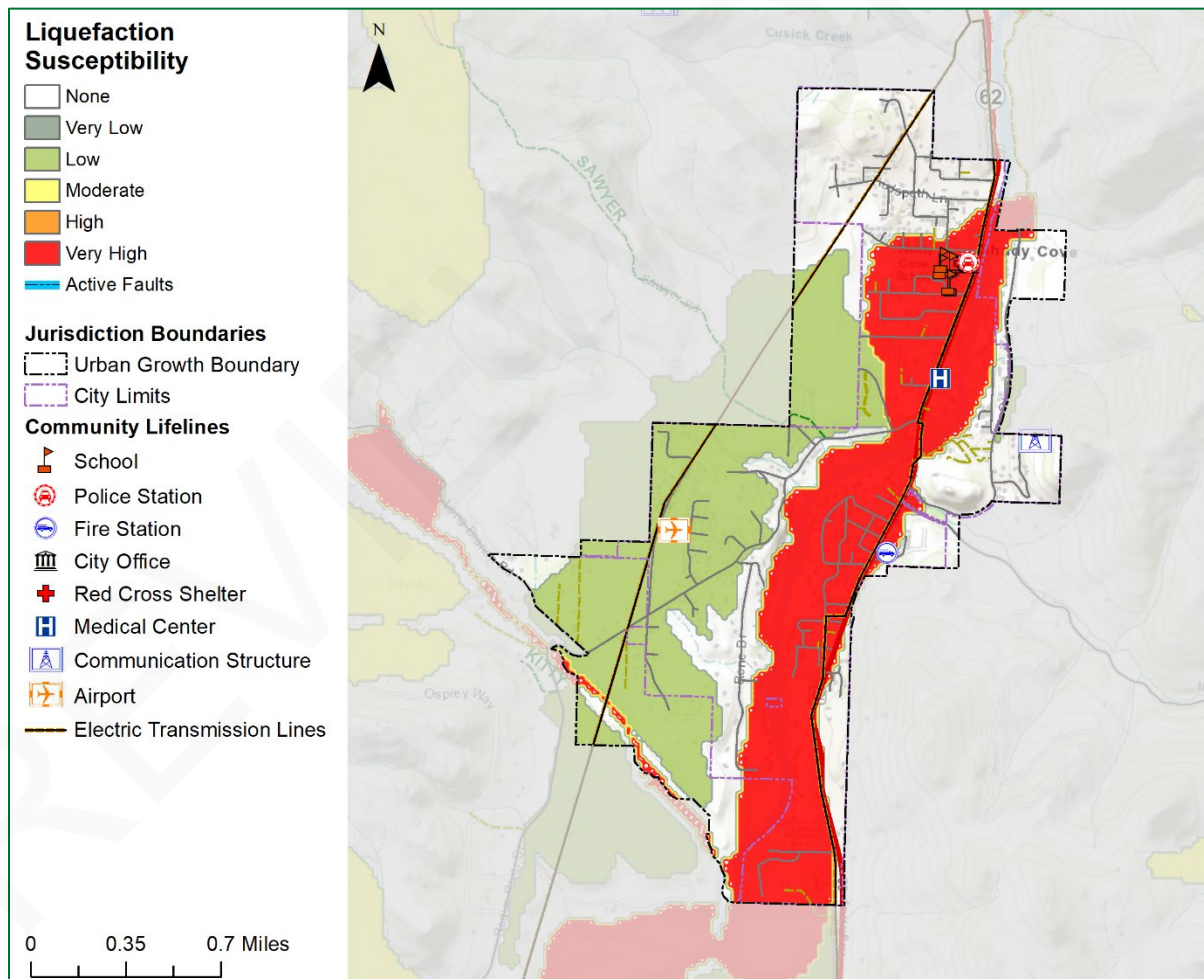 Liquefaction
Susceptibility
None
Very Low
Low
Moderate
High
Very High
Active Faults
Jurisdiction Boundaries
Urban Growth Boundary
City Limits
Community Lifelines
School
Police Station
Fire Station
City Office
Red Cross Shelter
H Medical Center
Communication Structure
Airport
Electric Transmission Lines
0 0.35 0.7 Miles
N
Cusick Creek
62
SAWYER
H
Osprey Way